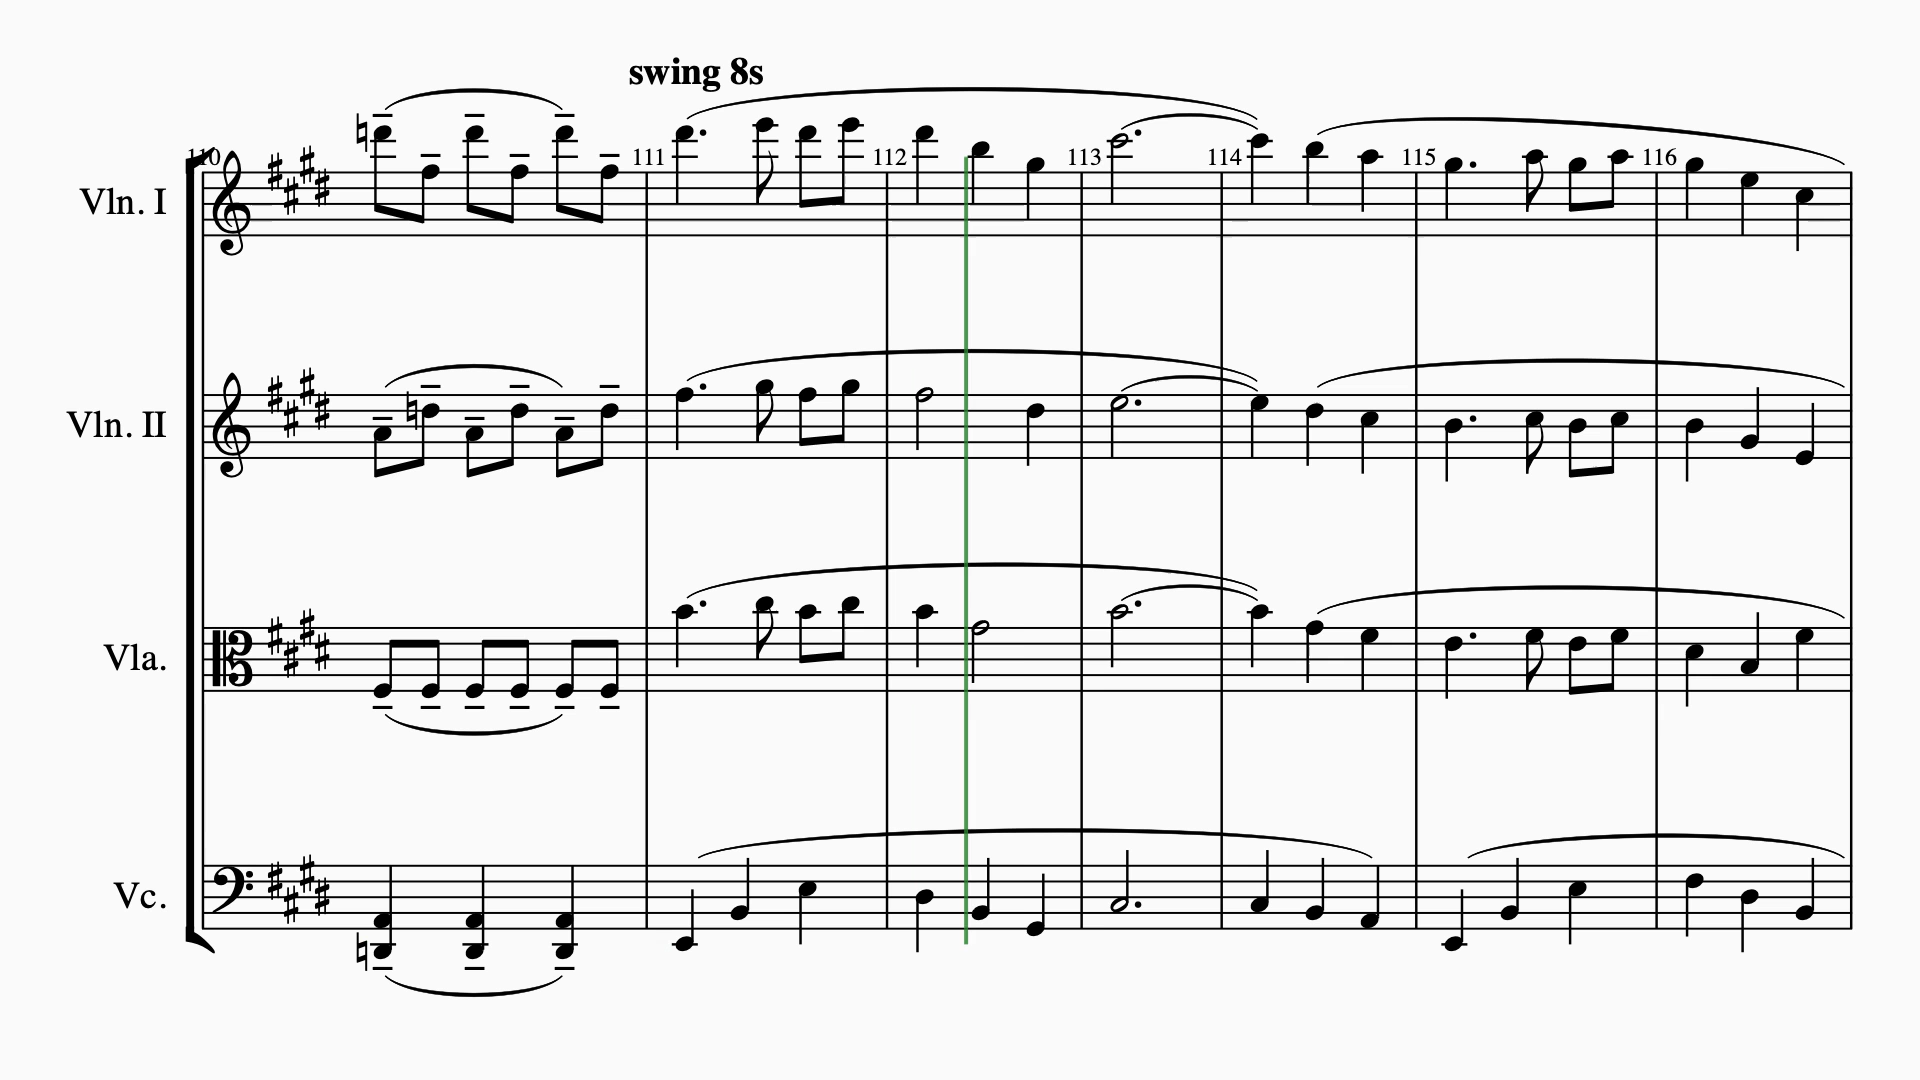 swing 8s
110 111 112 113 114 115 116
Vln. I
Vln. II
Vla.
Vc.